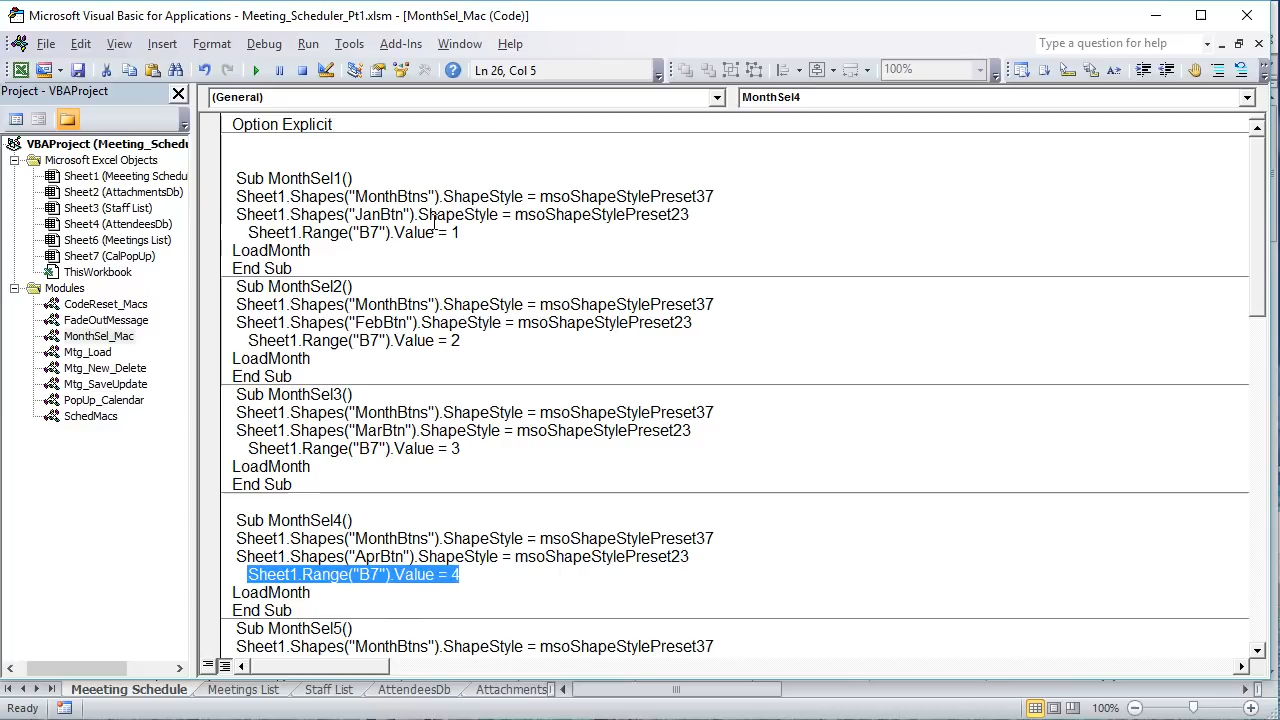 Microsoft Visual Basic for Applications - Meeting_Scheduler_Pt1.xlsm - [MonthSel_Mac (Code)]
File Edit View Insert Format Debug Run Tools Add-Ins Window Help
Type a question for help
Ln 26, Col 5
100%
Project - VBAProject
(General)
MonthSel4
VBAProject (Meeting_Schedu
Microsoft Excel Objects
Sheet1 (Meeeting Schedu
Sheet2 (AttachmentsDb)
Sheet3 (Staff List)
Sheet4 (AttendeesDb)
Sheet6 (Meetings List)
Sheet7 (CalPopUp)
ThisWorkbook
Modules
CodeReset_Macs
FadeOutMessage
MonthSel_Mac
Mtg_Load
Mtg_New_Delete
Mtg_SaveUpdate
PopUp_Calendar
SchedMacs
Option Explicit
Sub MonthSel1()
Sheet1.Shapes("MonthBtns").ShapeStyle = msoShapeStylePreset37
Sheet1.Shapes("JanBtn").ShapeStyle = msoShapeStylePreset23
Sheet1.Range("B7").Value = 1
LoadMonth
End Sub
Sub MonthSel2()
Sheet1.Shapes("MonthBtns").ShapeStyle = msoShapeStylePreset37
Sheet1.Shapes("FebBtn").ShapeStyle = msoShapeStylePreset23
Sheet1.Range("B7").Value = 2
LoadMonth
End Sub
Sub MonthSel3()
Sheet1.Shapes("MonthBtns").ShapeStyle = msoShapeStylePreset37
Sheet1.Shapes("MarBtn").ShapeStyle = msoShapeStylePreset23
Sheet1.Range("B7").Value = 3
LoadMonth
End Sub
Sub MonthSel4()
Sheet1.Shapes("MonthBtns").ShapeStyle = msoShapeStylePreset37
Sheet1.Shapes("AprBtn").ShapeStyle = msoShapeStylePreset23
Sheet1.Range("B7").Value = 4
LoadMonth
End Sub
Sub MonthSel5()
Sheet1.Shapes("MonthBtns").ShapeStyle = msoShapeStylePreset37
Meeeting Schedule Meetings List Staff List AttendeesDb Attachments
Ready
100%